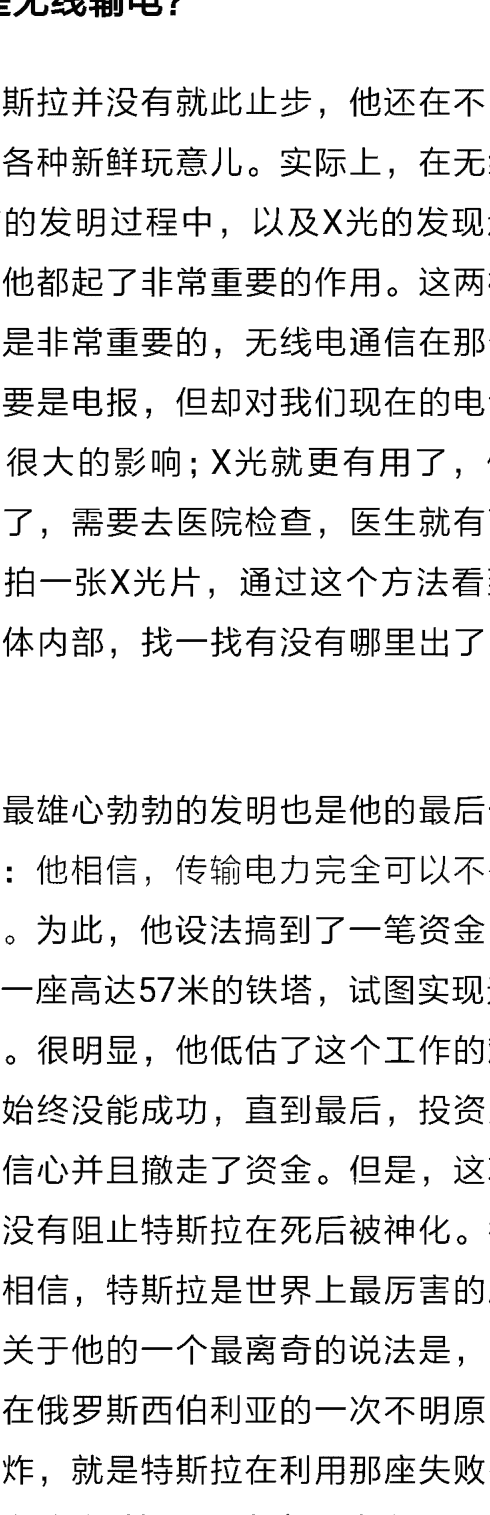 无线输电？
斯拉并没有就此止步，他还在不
各种新鲜玩意儿。实际上，在无
的发明过程中，以及X光的发现
他都起了非常重要的作用。这两
是非常重要的，无线电通信在那
要是电报，但却对我们现在的电
很大的影响；X光就更有用了，
了，需要去医院检查，医生就有
拍一张X光片，通过这个方法看
体内部，找一找有没有哪里出了
最雄心勃勃的发明也是他的最后
：他相信，传输电力完全可以不
。为此，他设法搞到了一笔资金
一座高达57米的铁塔，试图实现
。很明显，他低估了这个工作的
始终没能成功，直到最后，投资
信心并且撤走了资金。但是，这
没有阻止特斯拉在死后被神化。
相信，特斯拉是世界上最厉害的
关于他的一个最离奇的说法是，
在俄罗斯西伯利亚的一次不明原
炸，就是特斯拉在利用那座失败